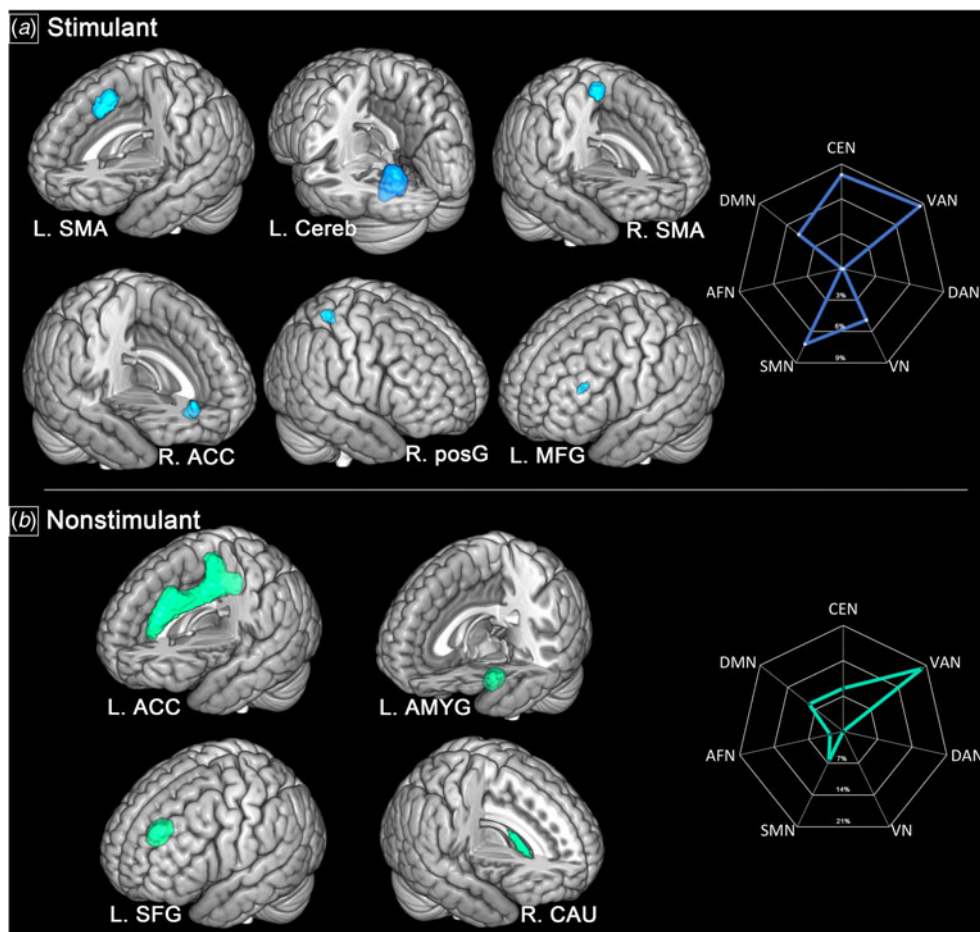 (a) Stimulant
L. SMA
L. Cereb
R. SMA
R. ACC
R. posG
L. MFG
CEN
VAN
DAN
VN
SMN
AFN
DMN
3%
6%
9%
(b) Nonstimulant
L. ACC
L. AMYG
L. SFG
R. CAU
CEN
VAN
DAN
VN
SMN
AFN
DMN
7%
14%
21%